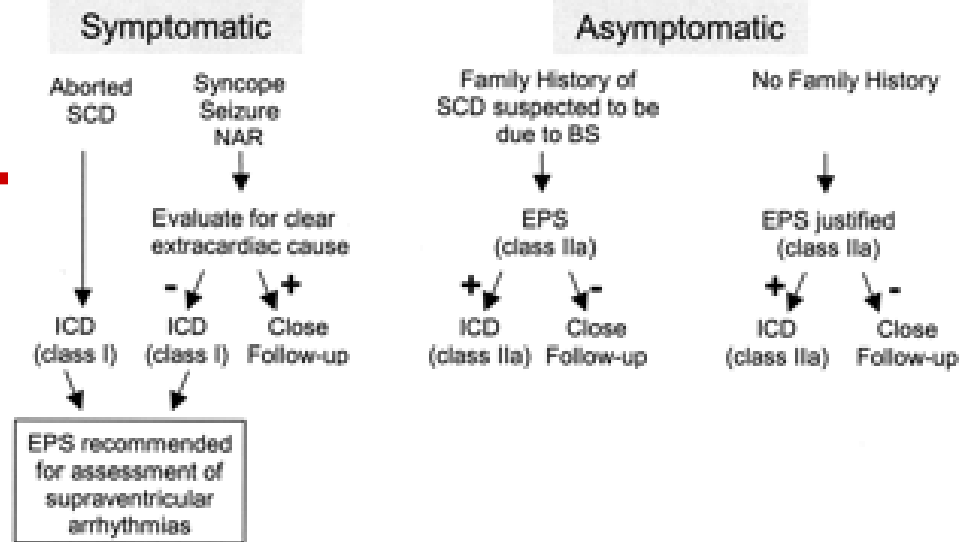 Symptomatic
Aborted
SCD
Syncope
Seizure
NAR
Evaluate for clear
extracardiac cause
-
+
ICD
(class I)
ICD
(class I)
Close
Follow-up
EPS recommended
for assessment of
supraventricular
arrhythmias
Asymptomatic
Family History of
SCD suspected to be
due to BS
EPS
(class IIa)
+
-
ICD
(class IIa)
Close
Follow-up
No Family History
EPS justified
(class IIa)
+
-
ICD
(class IIa)
Close
Follow-up